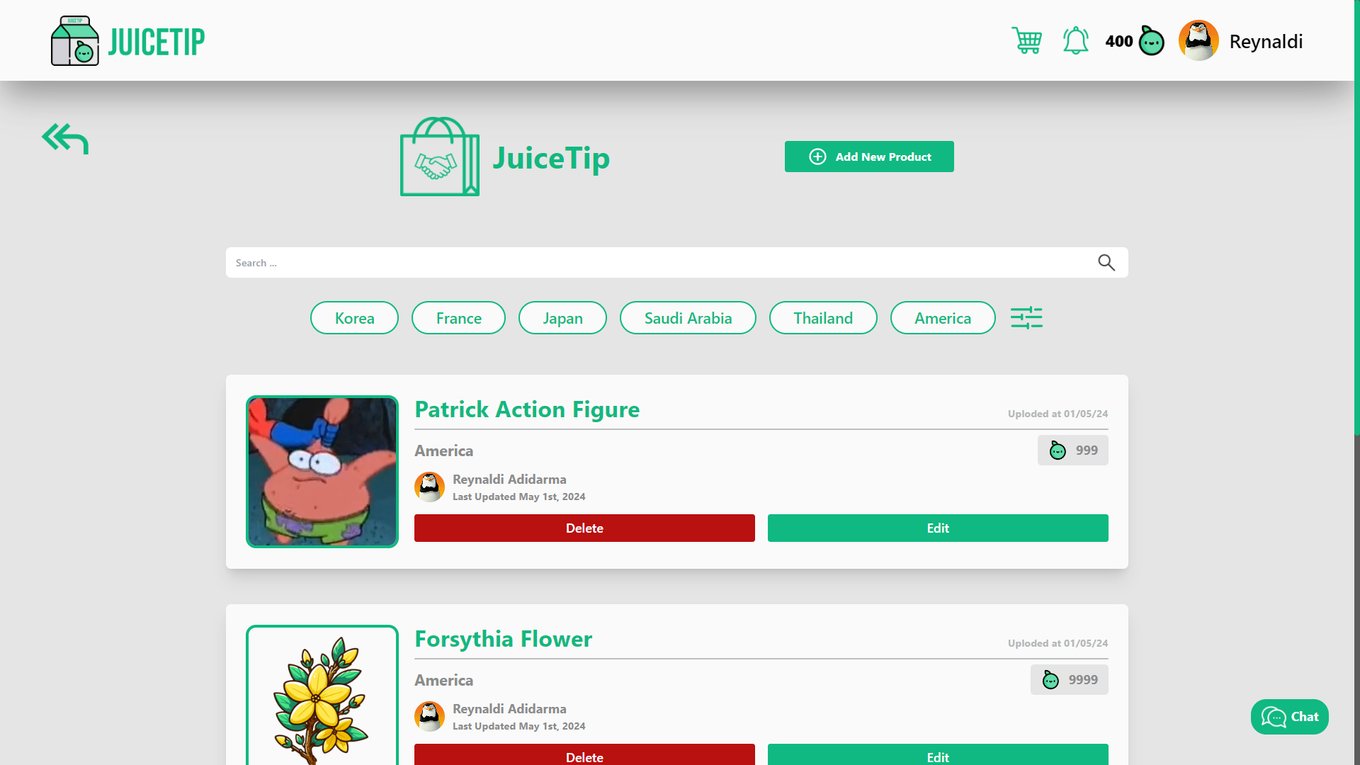 JUICETIP
JUICETIP
400
Reynaldi
JuiceTip
Add New Product
Search ...
Korea
France
Japan
Saudi Arabia
Thailand
America
Patrick Action Figure
Uploded at 01/05/24
America
999
Reynaldi Adidarma
Last Updated May 1st, 2024
Delete
Edit
Forsythia Flower
Uploded at 01/05/24
America
9999
Reynaldi Adidarma
Last Updated May 1st, 2024
Chat
Delete
Edit